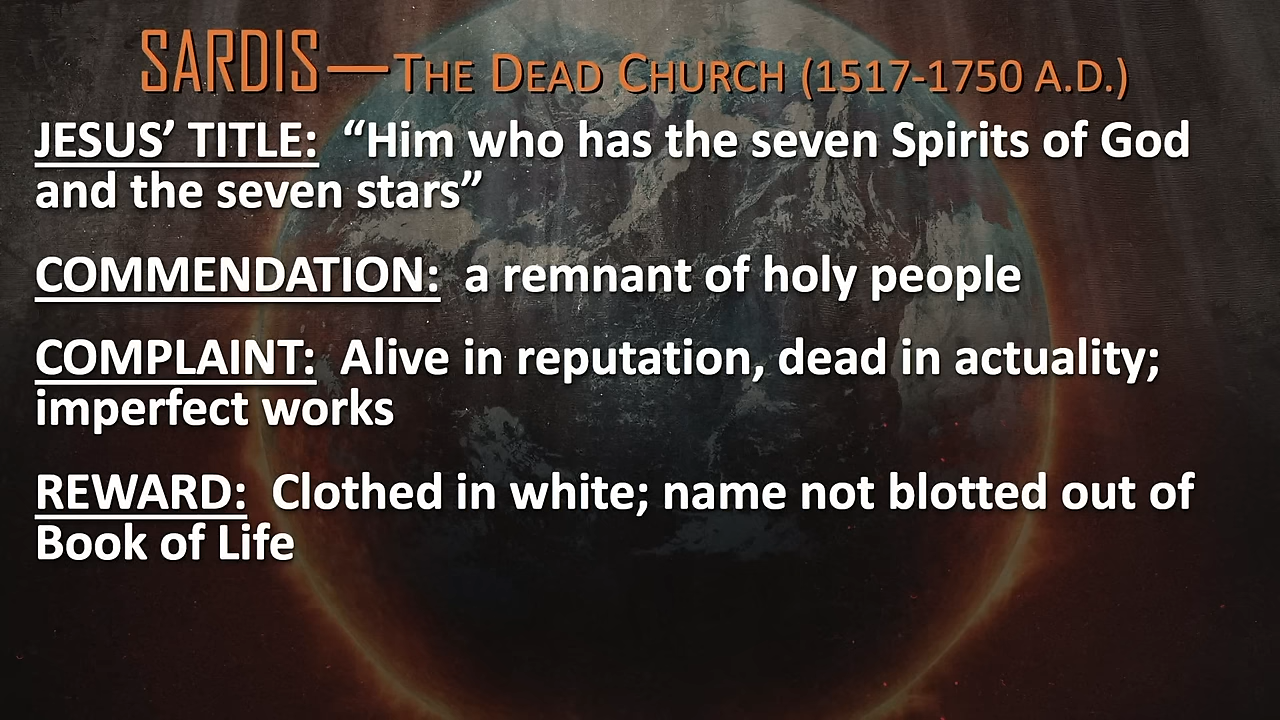 SARDIS—THE DEAD CHURCH (1517-1750 A.D.)
JESUS’ TITLE: “Him who has the seven Spirits of God
and the seven stars”
COMMENDATION: a remnant of holy people
COMPLAINT: Alive in reputation, dead in actuality;
imperfect works
REWARD: Clothed in white; name not blotted out of
Book of Life